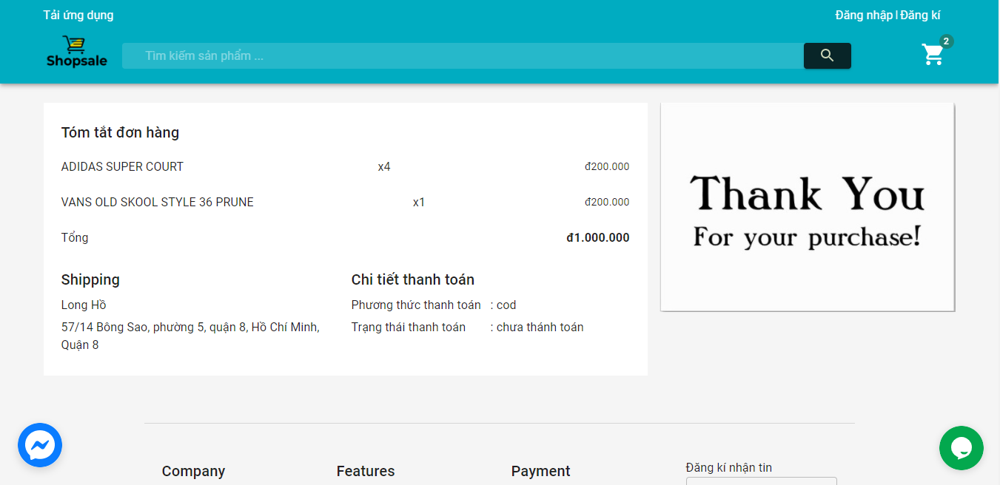 Tải ứng dụng
Đăng nhập | Đăng kí
Shopsale
Tìm kiếm sản phẩm ...
2
Tóm tắt đơn hàng
ADIDAS SUPER COURT x4 đ200.000
VANS OLD SKOOL STYLE 36 PRUNE x1 đ200.000
Tổng đ1.000.000
Shipping
Long Hồ
57/14 Bông Sao, phường 5, quận 8, Hồ Chí Minh,
Quận 8
Chi tiết thanh toán
Phương thức thanh toán : cod
Trạng thái thanh toán : chưa thánh toán
Thank You
For your purchase!
Company
Features
Payment
Đăng kí nhận tin